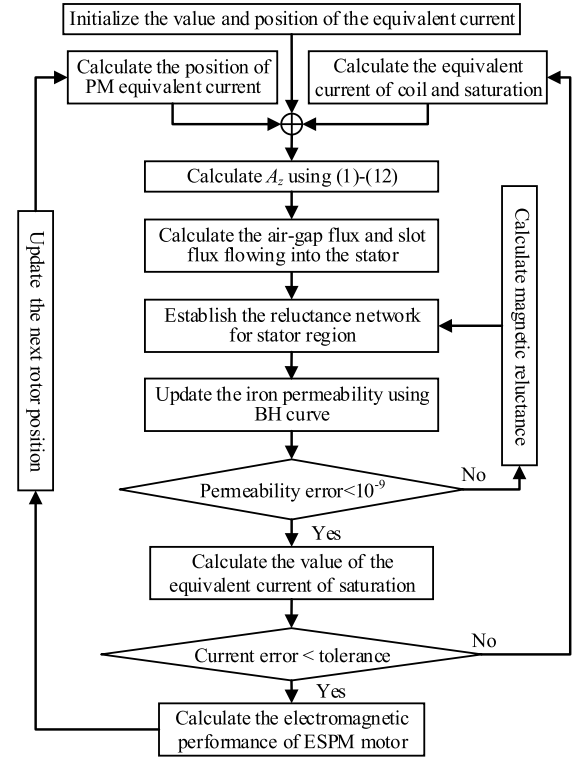 Initialize the value and position of the equivalent current
Calculate the position of
PM equivalent current
Calculate the equivalent
current of coil and saturation
Calculate A_z using (1)-(12)
Calculate the air-gap flux and slot
flux flowing into the stator
Establish the reluctance network
for stator region
Update the iron permeability using
BH curve
Permeability error<10^-9
No
Yes
Calculate magnetic reluctance
Calculate the value of the
equivalent current of saturation
Current error < tolerance
No
Yes
Calculate the electromagnetic
performance of ESPM motor
Update the next rotor position